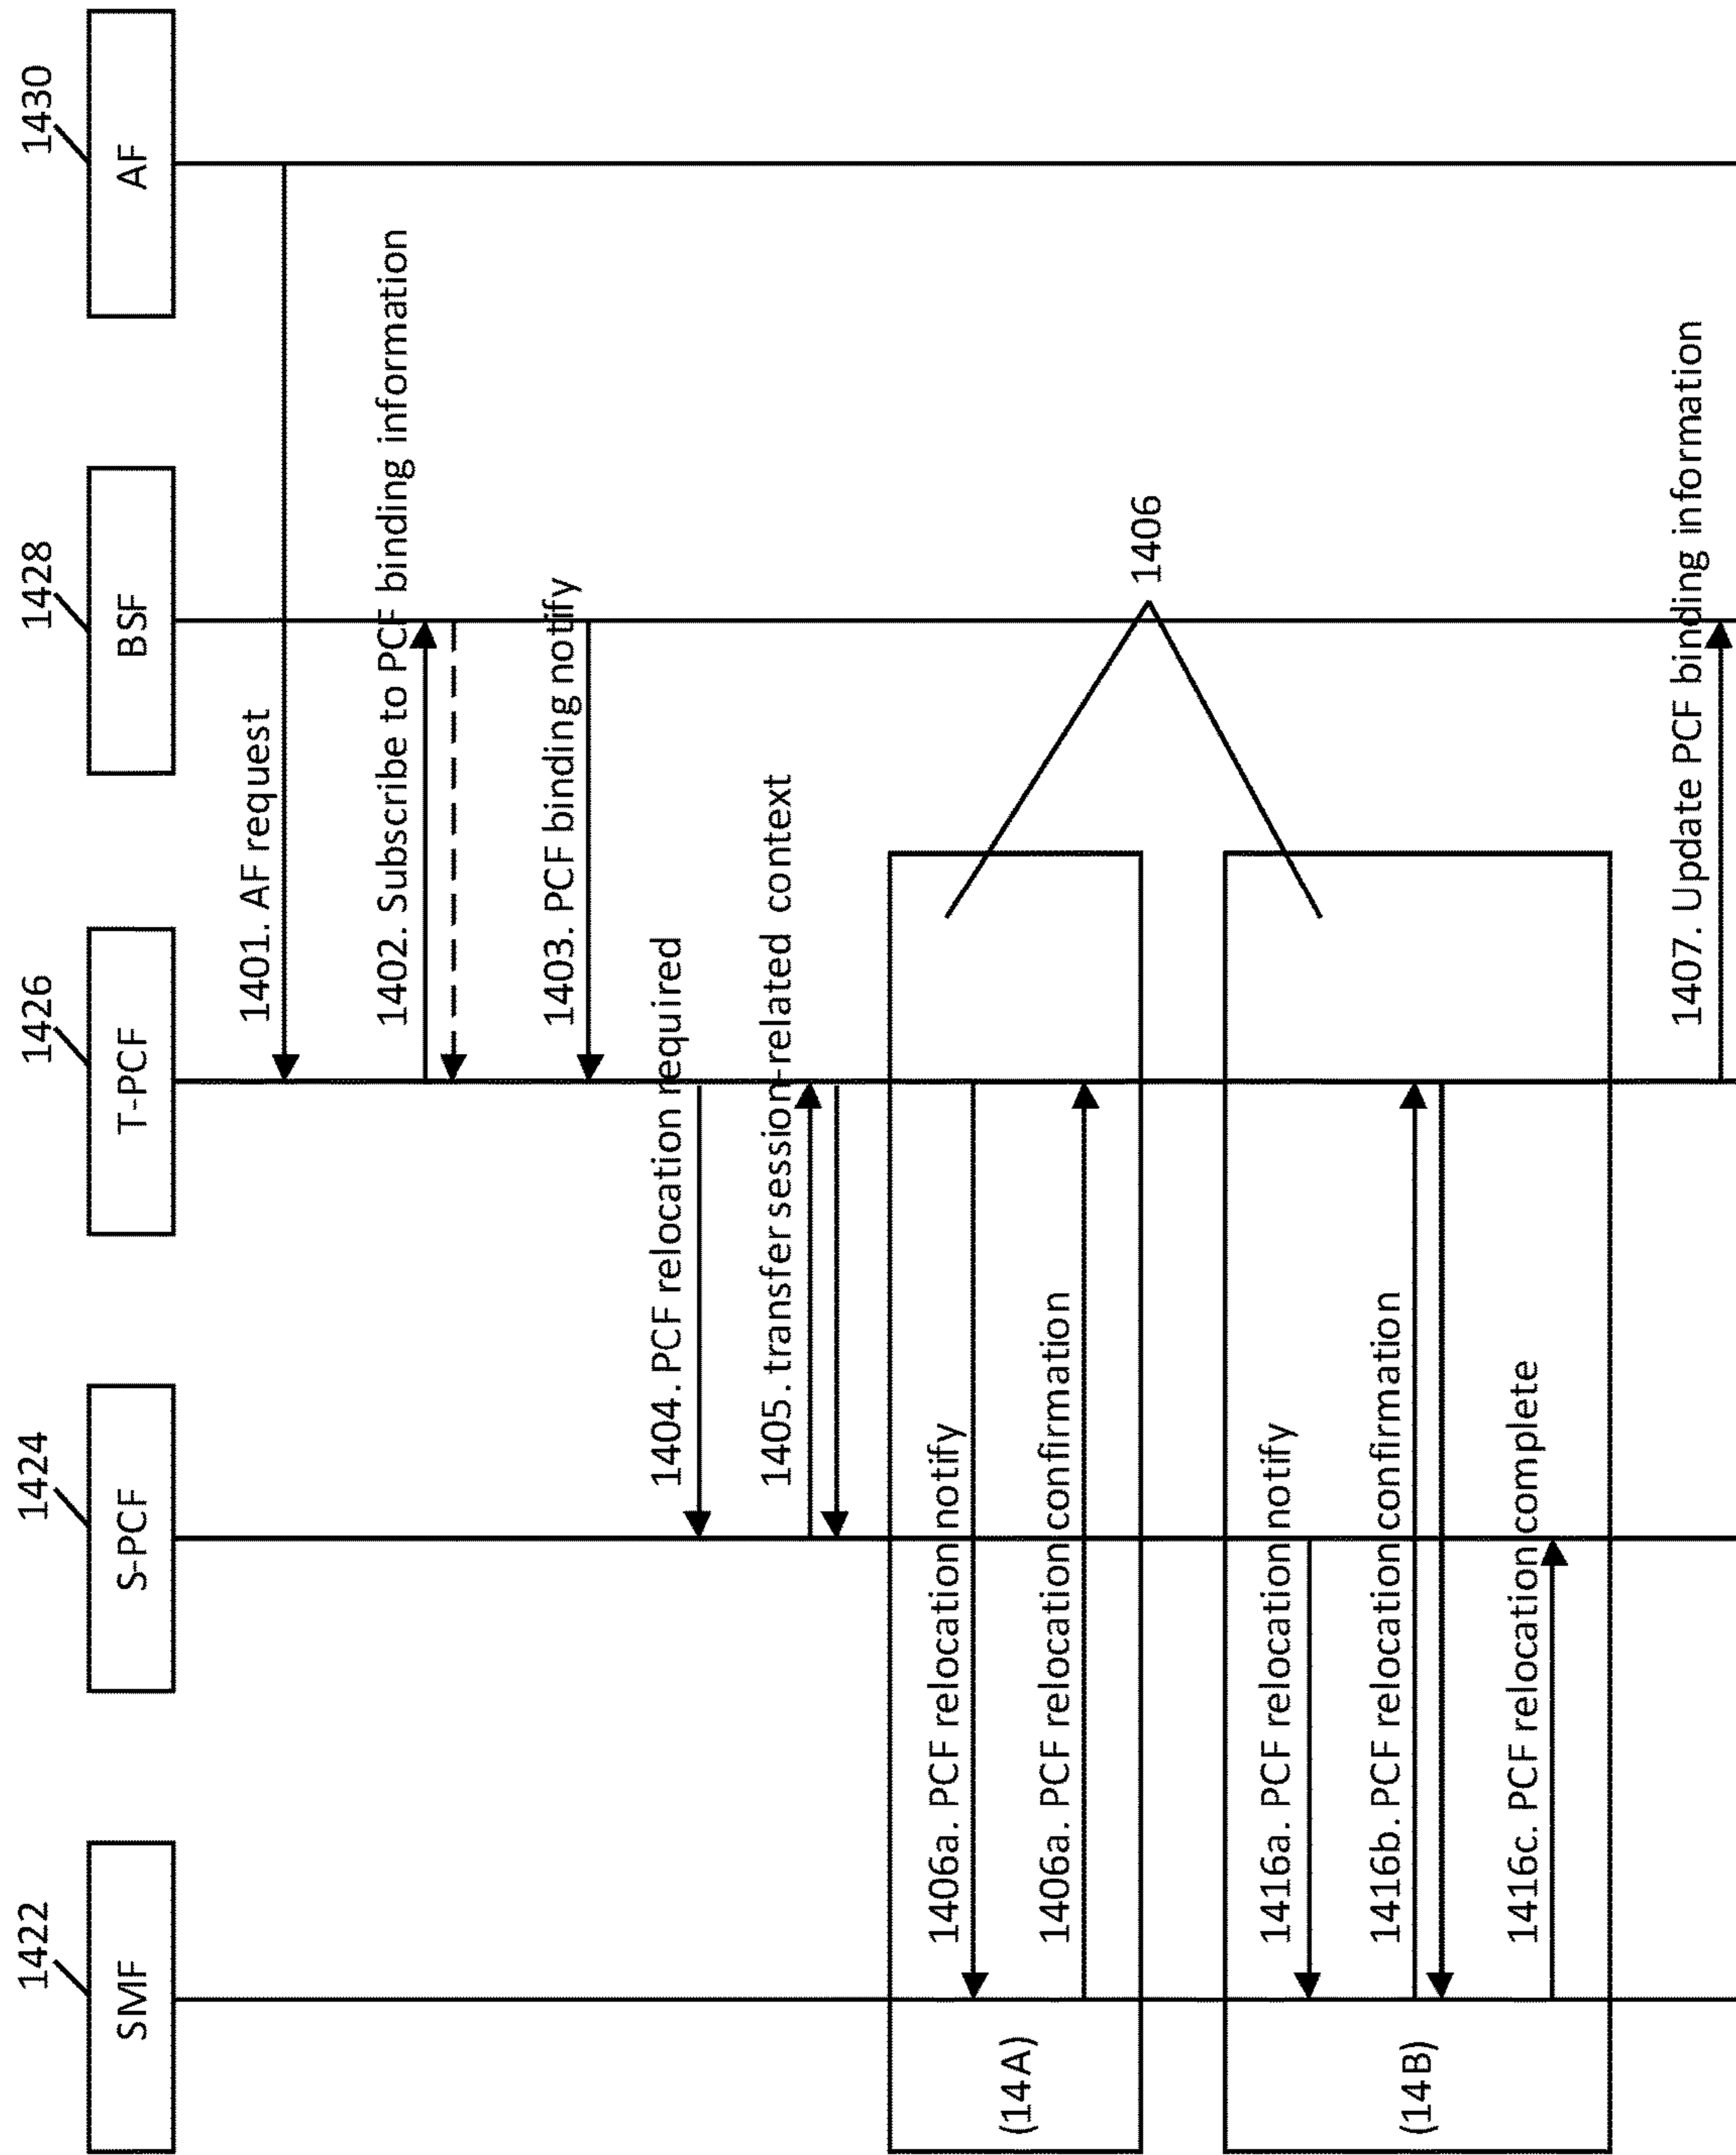 1422
1424
1426
1428
1430
SMF
S-PCF
T-PCF
BSF
AF
1401. AF request
1402. Subscribe to PCF binding information
1403. PCF binding notify
1404. PCF relocation required
1405. transfer session-related context
(14A)
1406a. PCF relocation notify
1406a. PCF relocation confirmation
1406
(14B)
1416a. PCF relocation notify
1416b. PCF relocation confirmation
1416c. PCF relocation complete
1407. Update PCF binding information